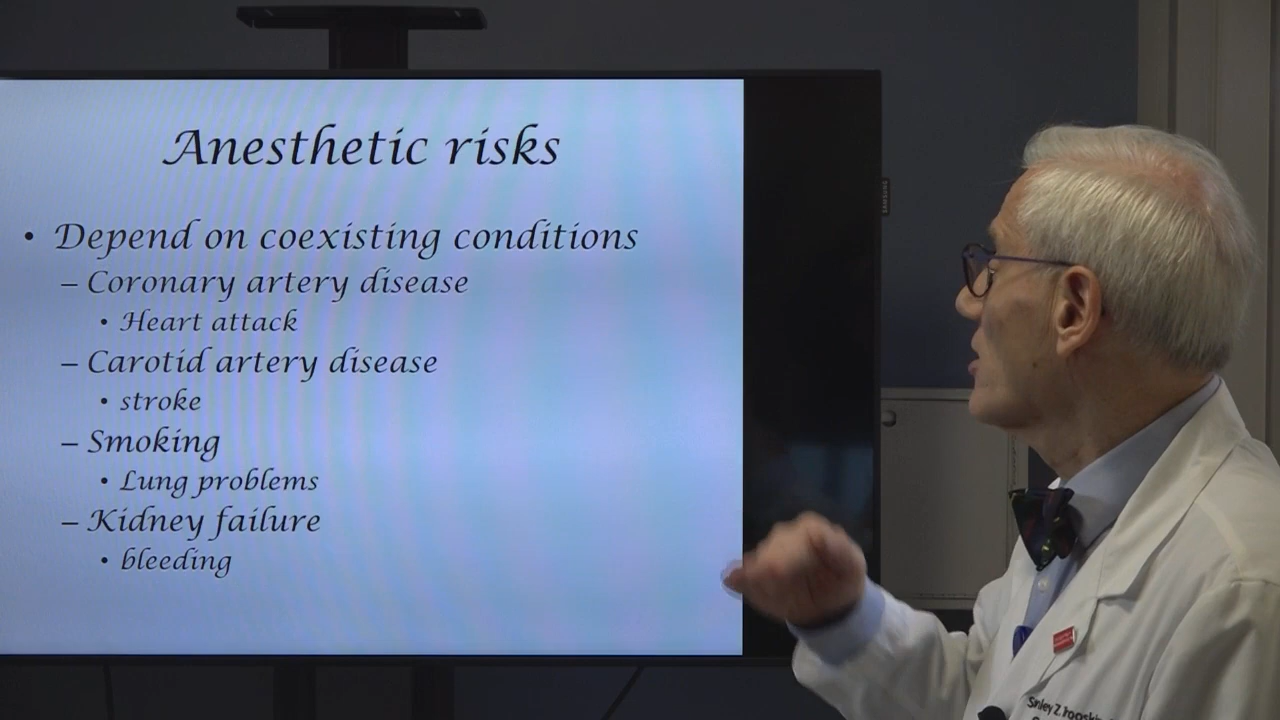 Anesthetic risks
• Depend on coexisting conditions
– Coronary artery disease
• Heart attack
– Carotid artery disease
• stroke
– Smoking
• Lung problems
– Kidney failure
• bleeding
SAMSUNG
Z.